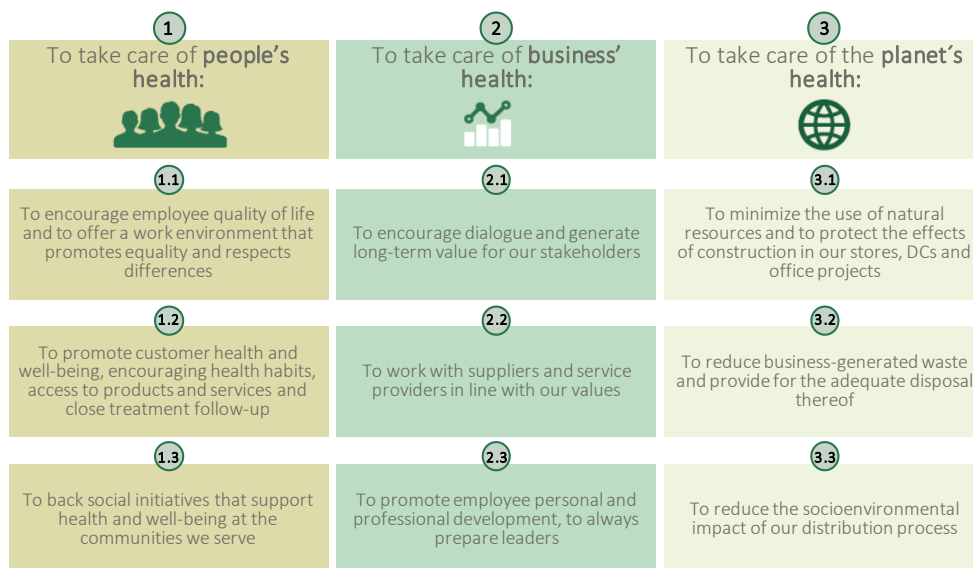 1
To take care of people's
health:
1.1
To encourage employee quality of life
and to offer a work environment that
promotes equality and respects
differences
1.2
To promote customer health and
well-being, encouraging health habits,
access to products and services and
close treatment follow-up
1.3
To back social initiatives that support
health and well-being at the
communities we serve
2
To take care of business'
health:
2.1
To encourage dialogue and generate
long-term value for our stakeholders
2.2
To work with suppliers and service
providers in line with our values
2.3
To promote employee personal and
professional development, to always
prepare leaders
3
To take care of the planet´s
health:
3.1
To minimize the use of natural
resources and to protect the effects
of construction in our stores, DCs and
office projects
3.2
To reduce business-generated waste
and provide for the adequate disposal
thereof
3.3
To reduce the socioenvironmental
impact of our distribution process